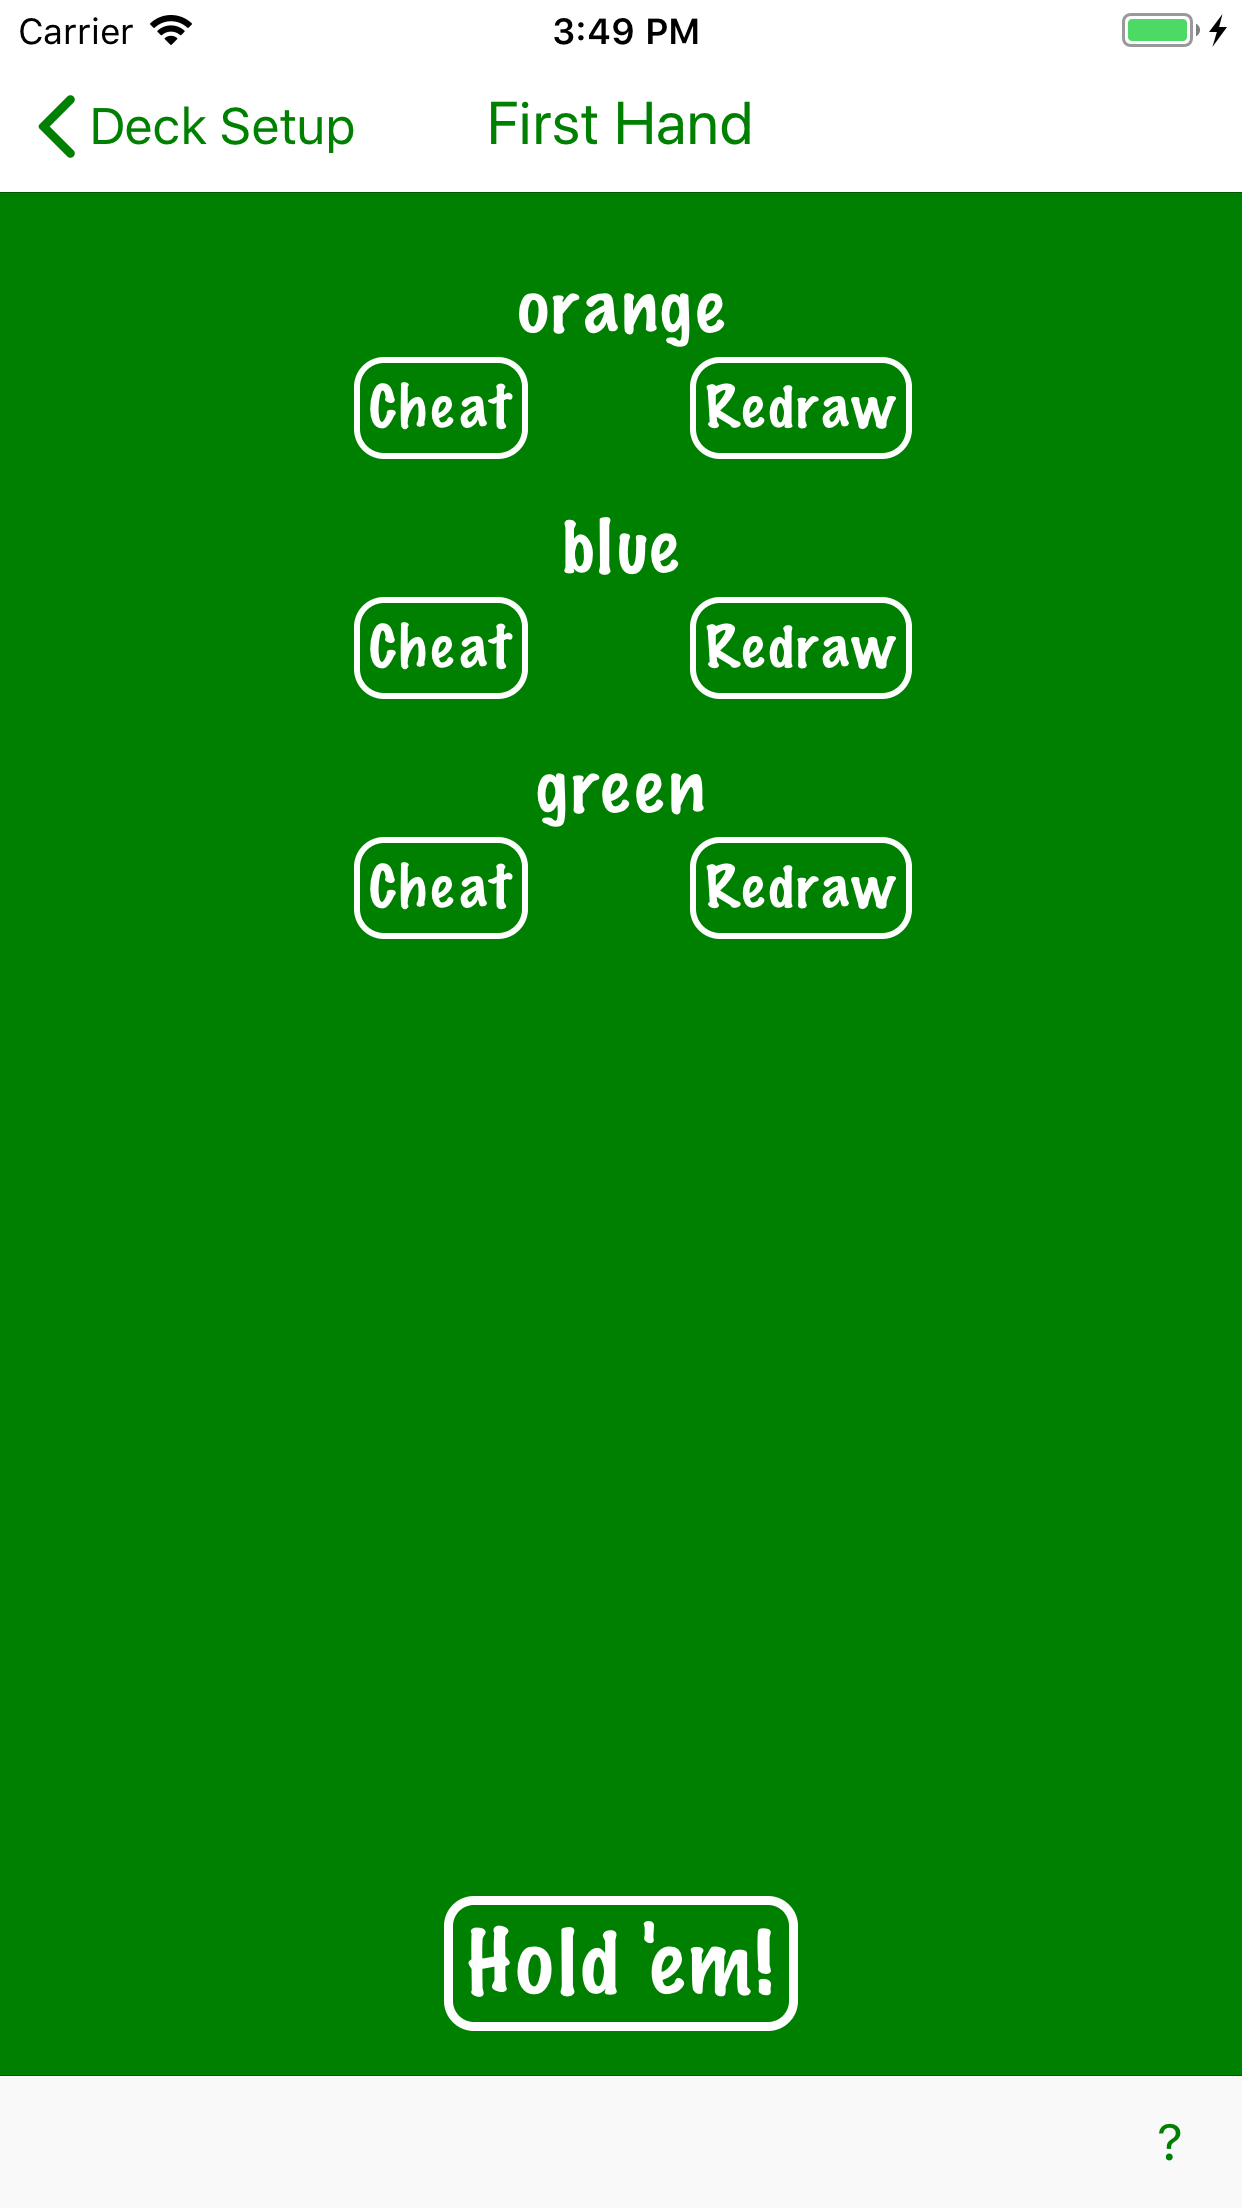 Carrier 3:49 PM
Deck Setup First Hand
orange
Cheat Redraw
blue
Cheat Redraw
green
Cheat Redraw
Hold 'em!
?